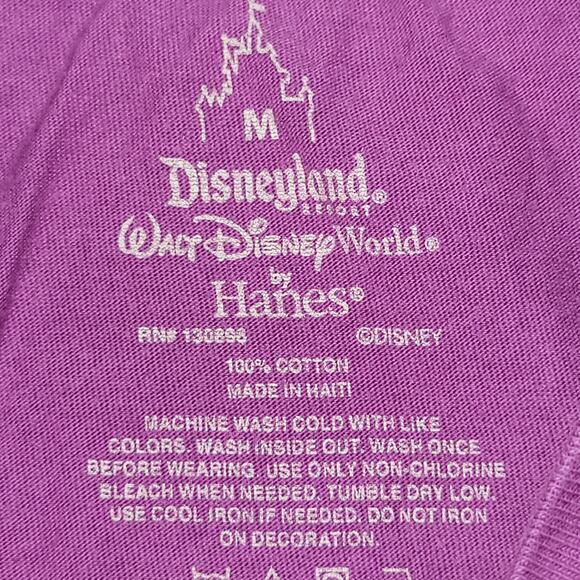 M
Disneyland®
RESORT
WALT DISNEY World®
by
Hanes®
RN# 130898
©DISNEY
100% COTTON
MADE IN HAITI
MACHINE WASH COLD WITH LIKE
COLORS. WASH INSIDE OUT. WASH ONCE
BEFORE WEARING. USE ONLY NON-CHLORINE
BLEACH WHEN NEEDED. TUMBLE DRY LOW.
USE COOL IRON IF NEEDED. DO NOT IRON
ON DECORATION.